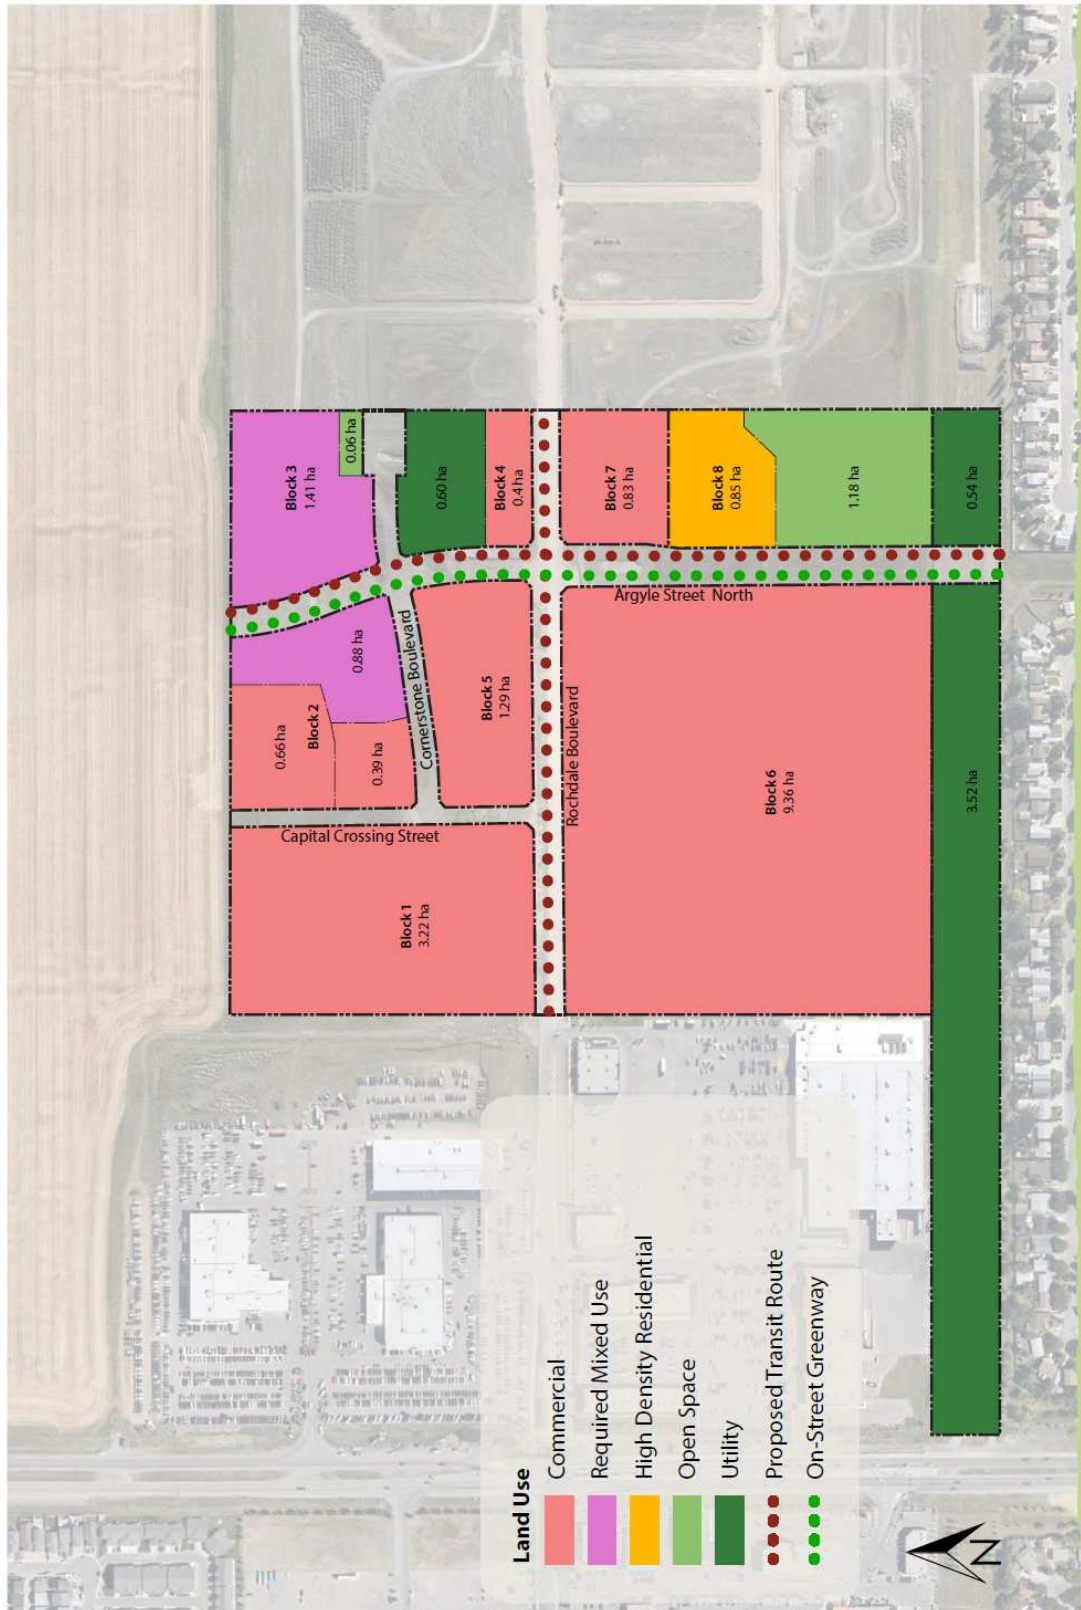 Block 1
3.22 ha
Capital Crossing Street
0.66 ha
Block 2
0.39 ha
0.88 ha
Cornerstone Boulevard
Block 3
1.41 ha
0.06 ha
0.60 ha
Block 4
0.4 ha
Block 5
1.29 ha
Rochdale Boulevard
Argyle Street North
Block 6
9.36 ha
Block 7
0.83 ha
Block 8
0.85 ha
1.18 ha
0.54 ha
3.52 ha
Land Use
Commercial
Required Mixed Use
High Density Residential
Open Space
Utility
Proposed Transit Route
On-Street Greenway
N